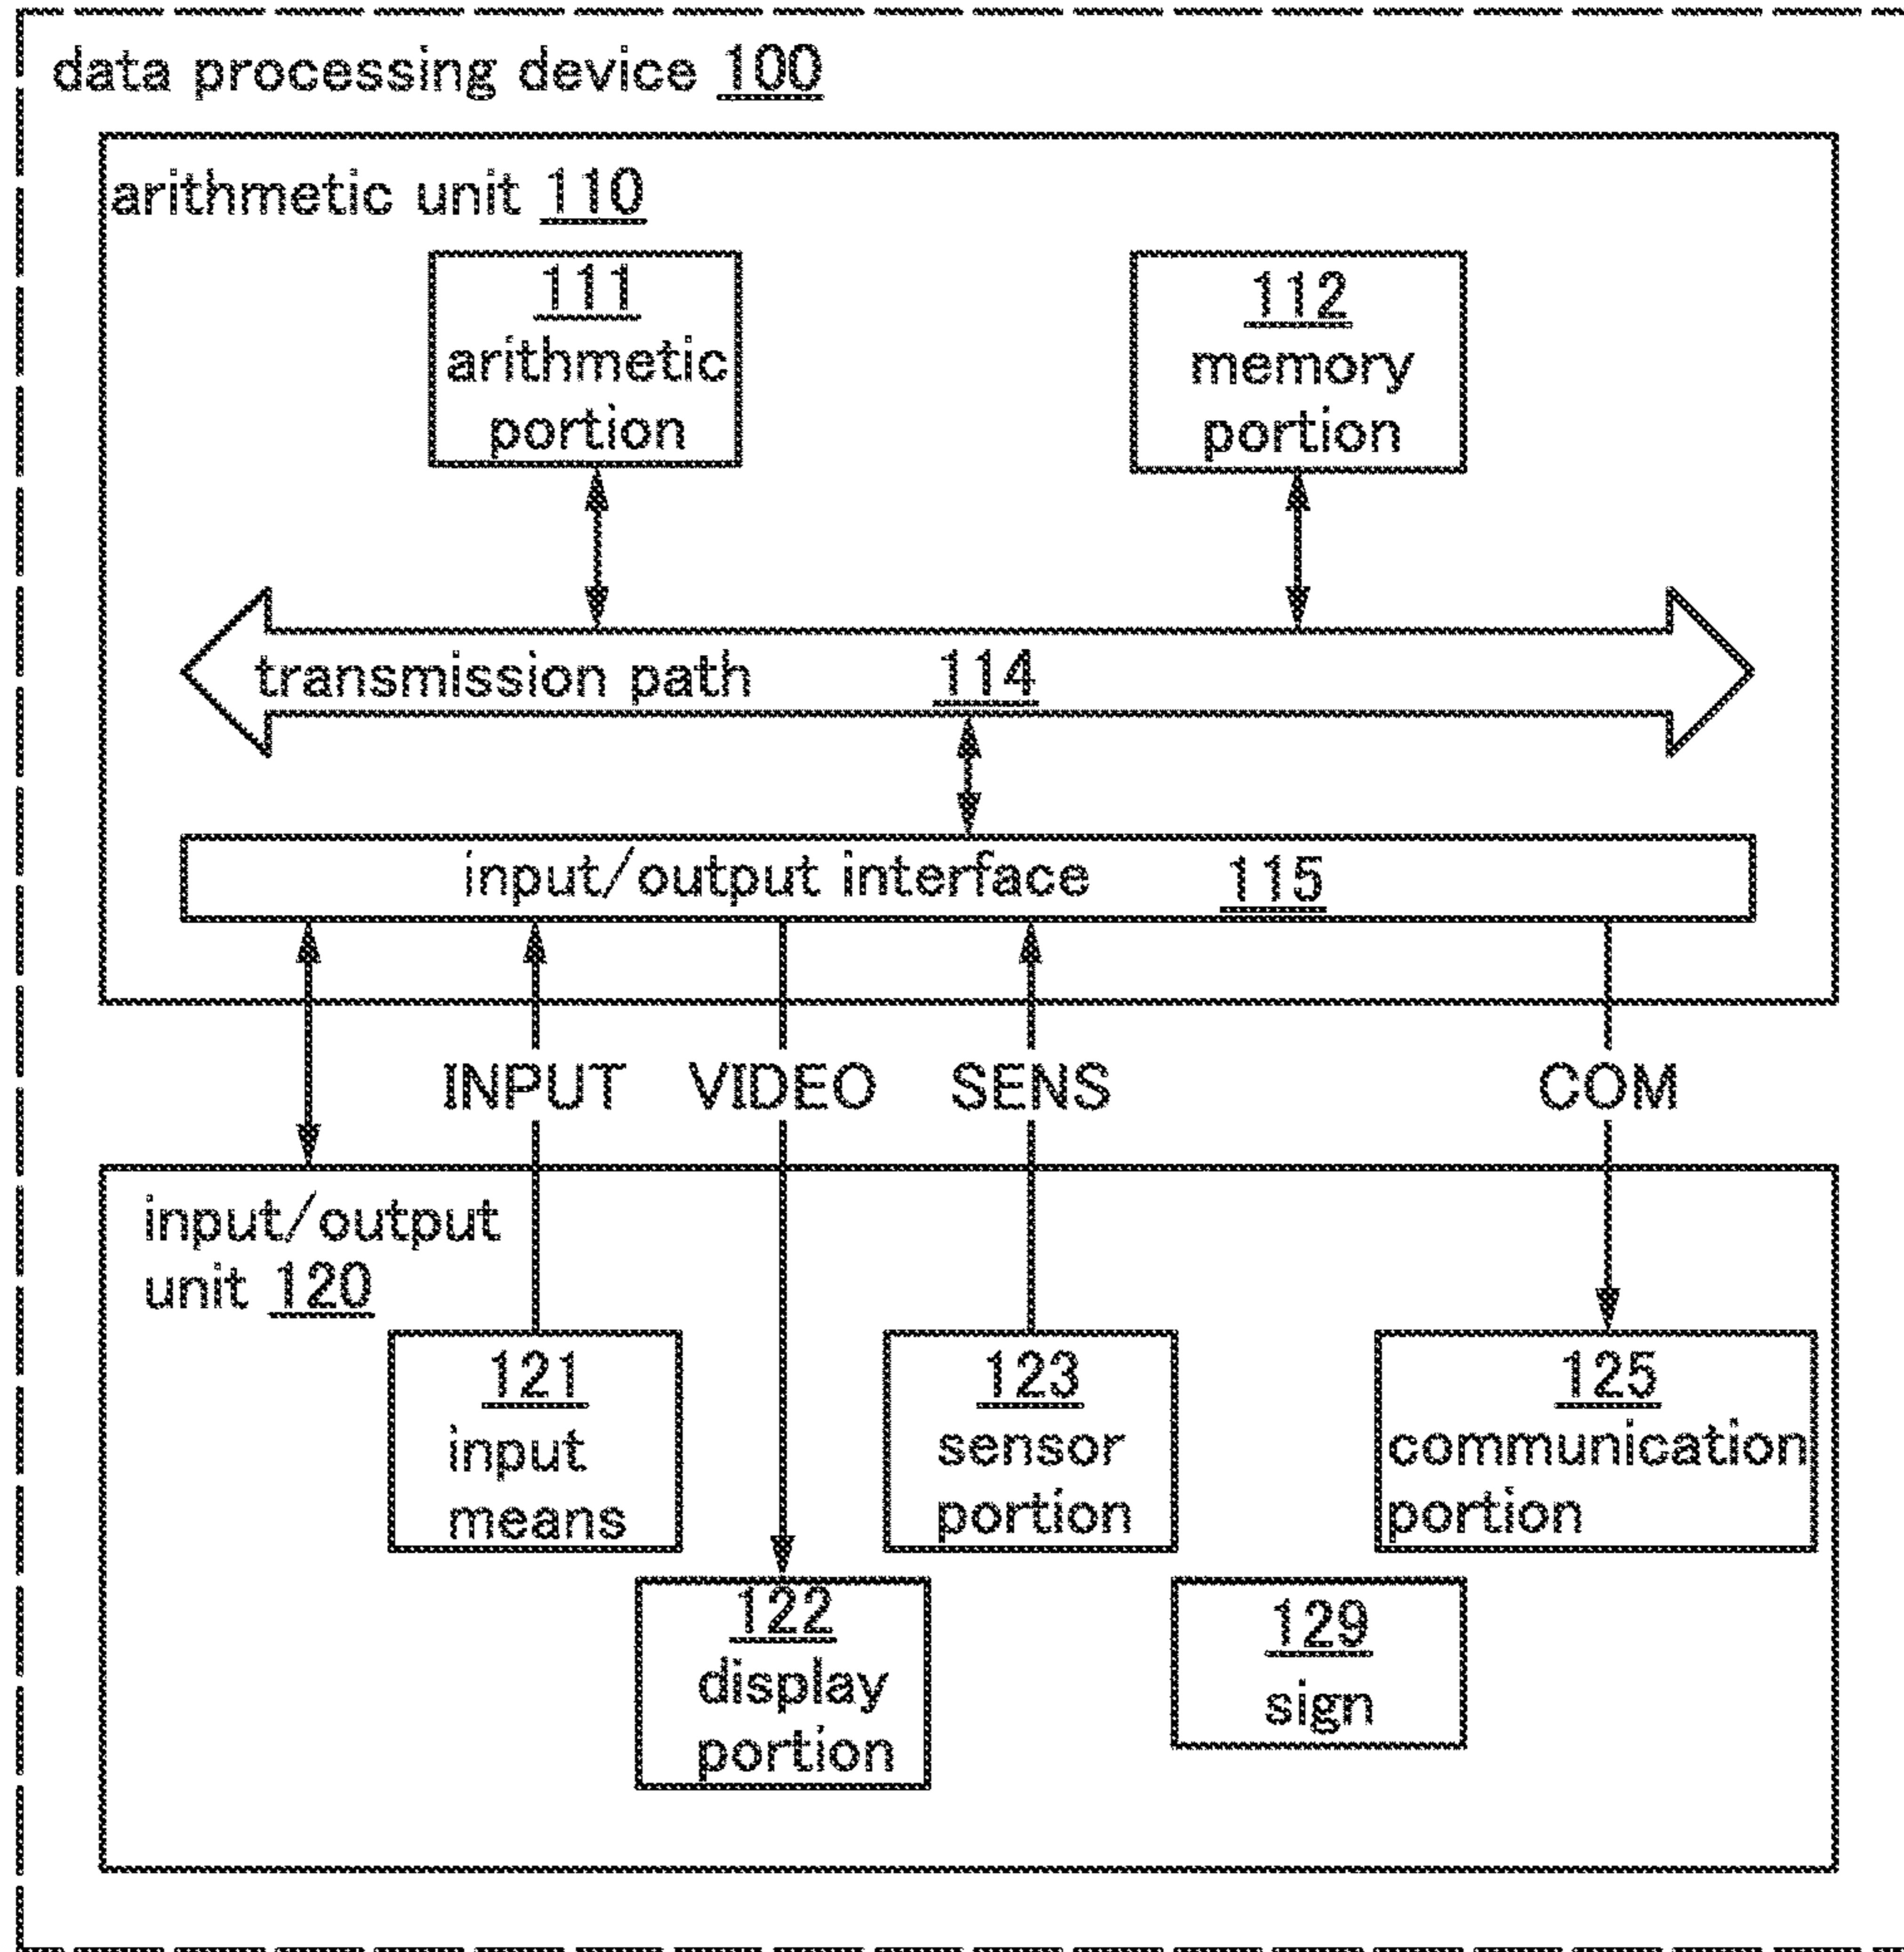 data processing device 100
arithmetic unit 110
111
arithmetic
portion
112
memory
portion
transmission path 114
input/output interface 115
INPUT VIDEO SENS COM
input/output
unit 120
121
input
means
123
sensor
portion
125
communication
portion
122
display
portion
129
sign